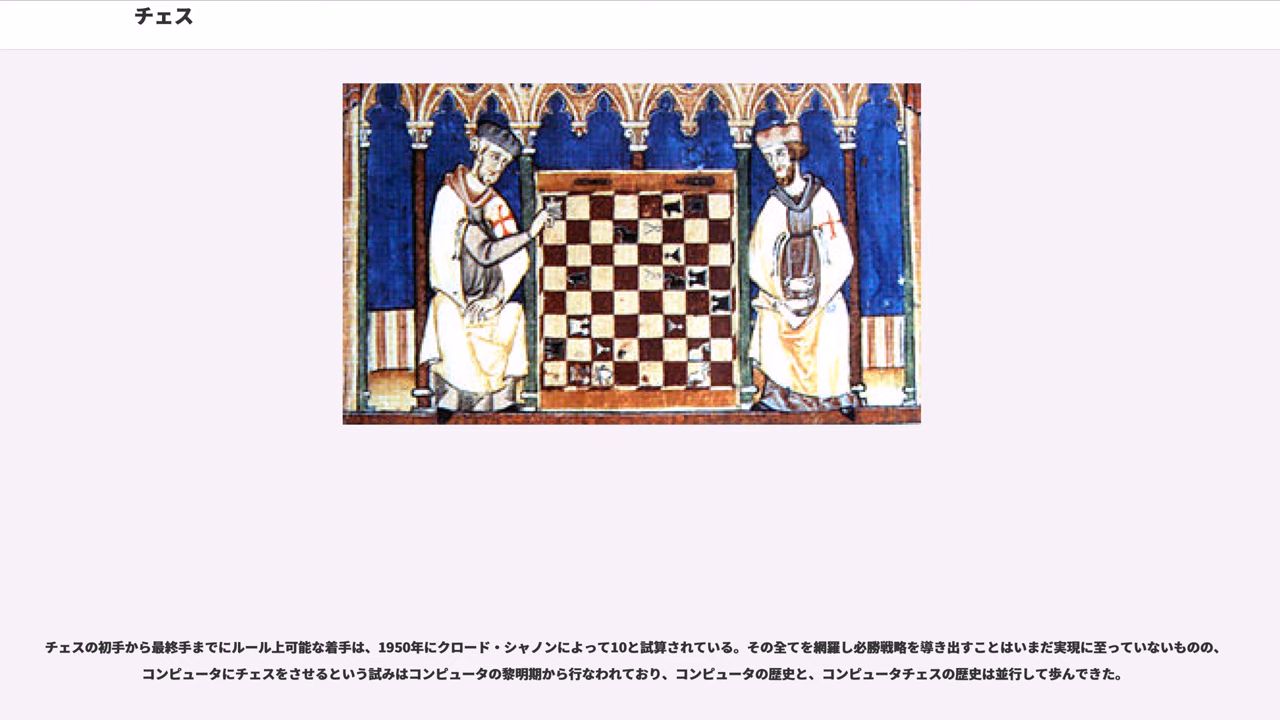 チェス
チェスの初手から最終手までにルール上可能な着手は、1950年にクロード・シャノンによって10と試算されている。その全てを網羅し必勝戦略を導き出すことはいまだ実現に至っていないものの、
コンピュータにチェスをさせるという試みはコンピュータの黎明期から行なわれており、コンピュータの歴史と、コンピュータチェスの歴史は並行して歩んできた。